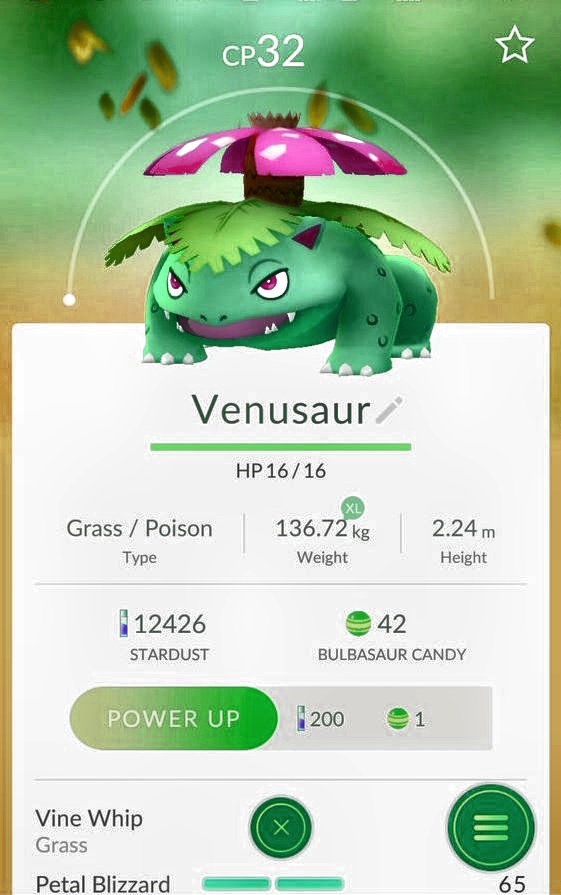 CP32
Venusaur
HP 16 / 16
XL
Grass / Poison 136.72 kg 2.24 m
Type Weight Height
12426 42
STARDUST BULBASAUR CANDY
POWER UP 200 1
Vine Whip
Grass
Petal Blizzard 65